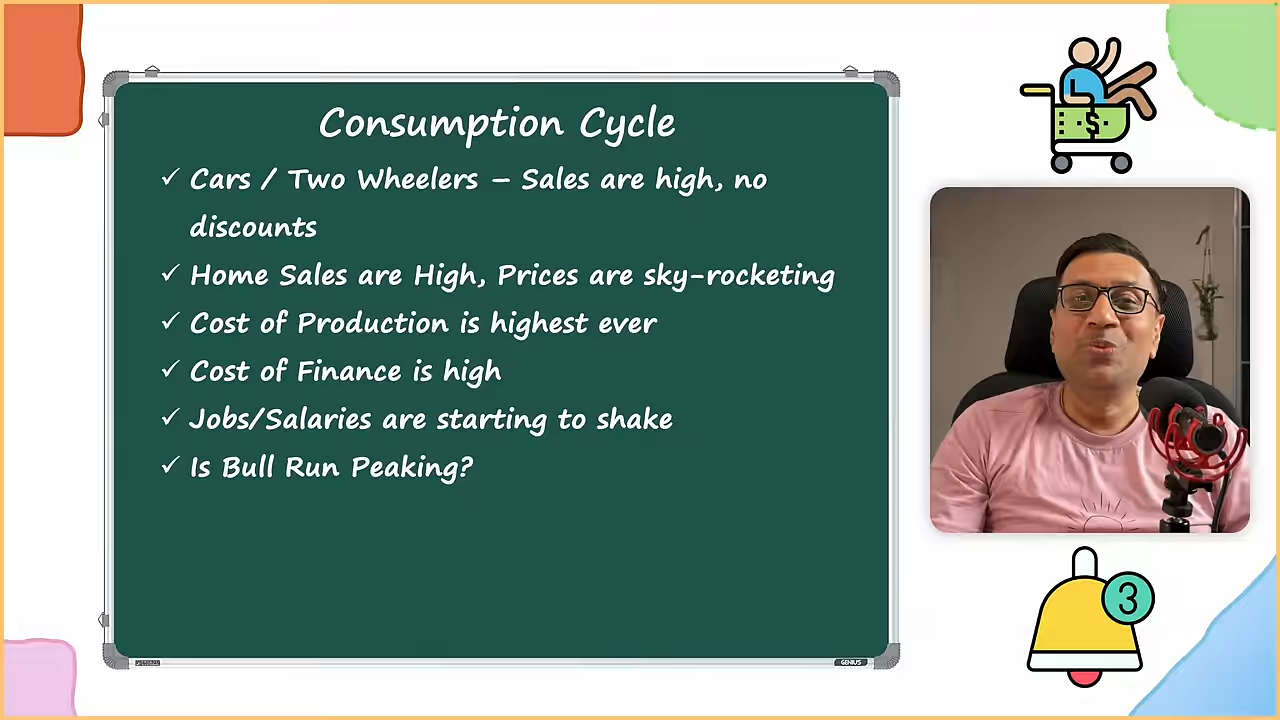 Consumption Cycle
✓ Cars / Two Wheelers – Sales are high, no
discounts
✓ Home Sales are High, Prices are sky-rocketing
✓ Cost of Production is highest ever
✓ Cost of Finance is high
✓ Jobs/Salaries are starting to shake
✓ Is Bull Run Peaking?
$
3
GENIUS